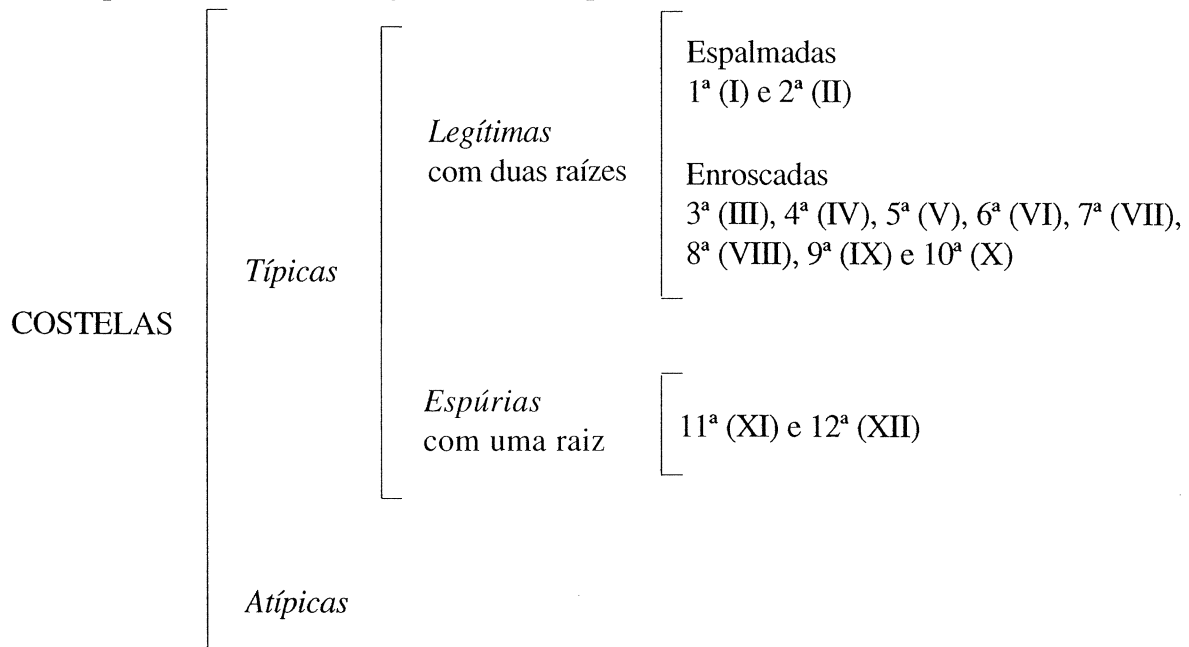 Espalmadas
1ª (I) e 2ª (II)
Legítimas
com duas raízes
Enroscadas
3ª (III), 4ª (IV), 5ª (V), 6ª (VI), 7ª (VII),
8ª (VIII), 9ª (IX) e 10ª (X)
Típicas
COSTELAS
Espúrias
com uma raiz
11ª (XI) e 12ª (XII)
Atípicas